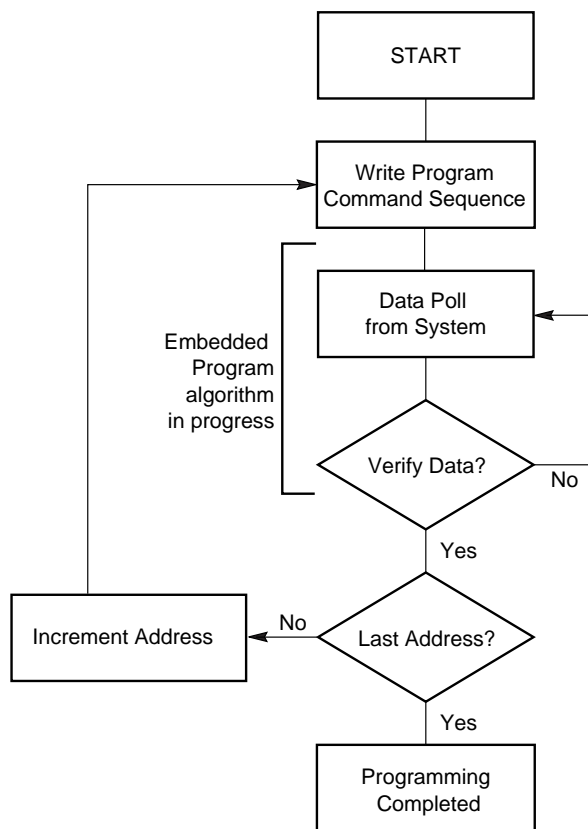 START
Write Program
Command Sequence
Data Poll
from System
Embedded
Program
algorithm
in progress
Verify Data?
No
Yes
Increment Address
No
Last Address?
Yes
Programming
Completed